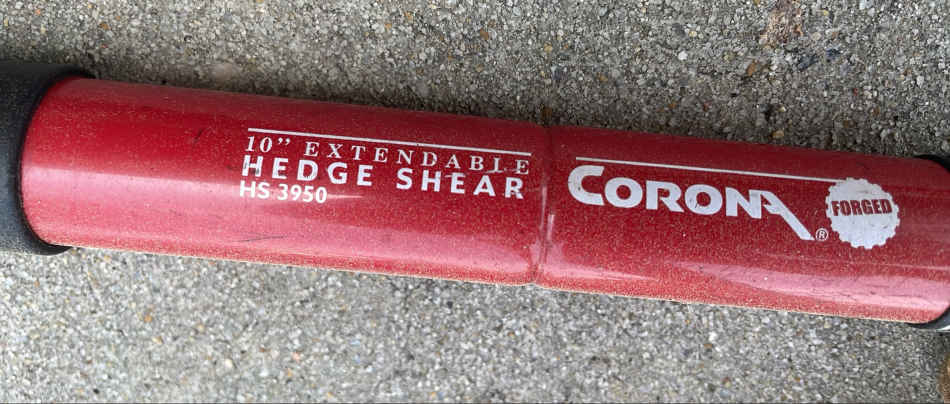 10” EXTENDABLE
HEDGE SHEAR
HS 3950
CORONA®
FORGED